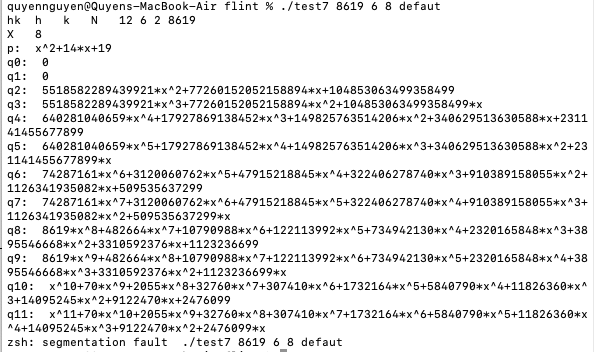 quyennguyen@Quyens-MacBook-Air flint % ./test7 8619 6 8 defaut
hk   h   k   N   12 6 2 8619
X   8
p:  x^2+14*x+19
q0:  0
q1:  0
q2:  5518582289439921*x^2+77260152052158894*x+104853063499358499
q3:  5518582289439921*x^3+77260152052158894*x^2+104853063499358499*x
q4:  640281040659*x^4+17927869138452*x^3+149825763514206*x^2+340629513630588*x+2311
41455677899
q5:  640281040659*x^5+17927869138452*x^4+149825763514206*x^3+340629513630588*x^2+23
1141455677899*x
q6:  74287161*x^6+3120060762*x^5+47915218845*x^4+322406278740*x^3+910389158055*x^2+
1126341935082*x+509535637299
q7:  74287161*x^7+3120060762*x^6+47915218845*x^5+322406278740*x^4+910389158055*x^3+
1126341935082*x^2+509535637299*x
q8:  8619*x^8+482664*x^7+10790988*x^6+122113992*x^5+734942130*x^4+2320165848*x^3+38
95546668*x^2+3310592376*x+1123236699
q9:  8619*x^9+482664*x^8+10790988*x^7+122113992*x^6+734942130*x^5+2320165848*x^4+38
95546668*x^3+3310592376*x^2+1123236699*x
q10:  x^10+70*x^9+2055*x^8+32760*x^7+307410*x^6+1732164*x^5+5840790*x^4+11826360*x^
3+14095245*x^2+9122470*x+2476099
q11:  x^11+70*x^10+2055*x^9+32760*x^8+307410*x^7+1732164*x^6+5840790*x^5+11826360*x
^4+14095245*x^3+9122470*x^2+2476099*x
zsh: segmentation fault  ./test7 8619 6 8 defaut